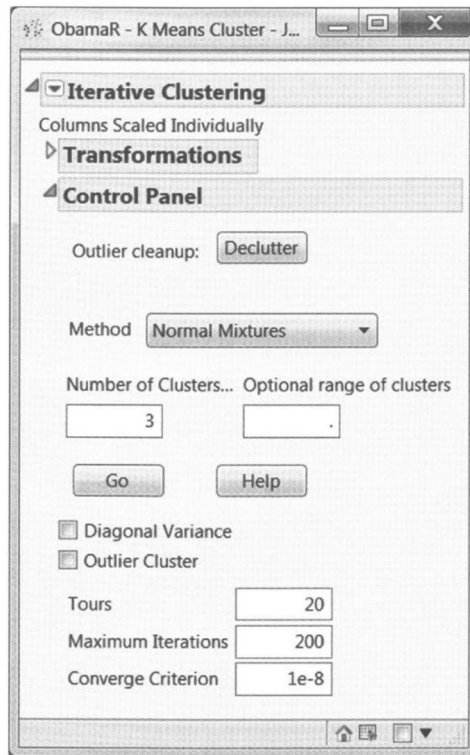 ObamaR - K Means Cluster - J...
Iterative Clustering
Columns Scaled Individually
Transformations
Control Panel
Outlier cleanup: Declutter
Method Normal Mixtures
Number of Clusters... Optional range of clusters
3 .
Go Help
Diagonal Variance
Outlier Cluster
Tours 20
Maximum Iterations 200
Converge Criterion 1e-8